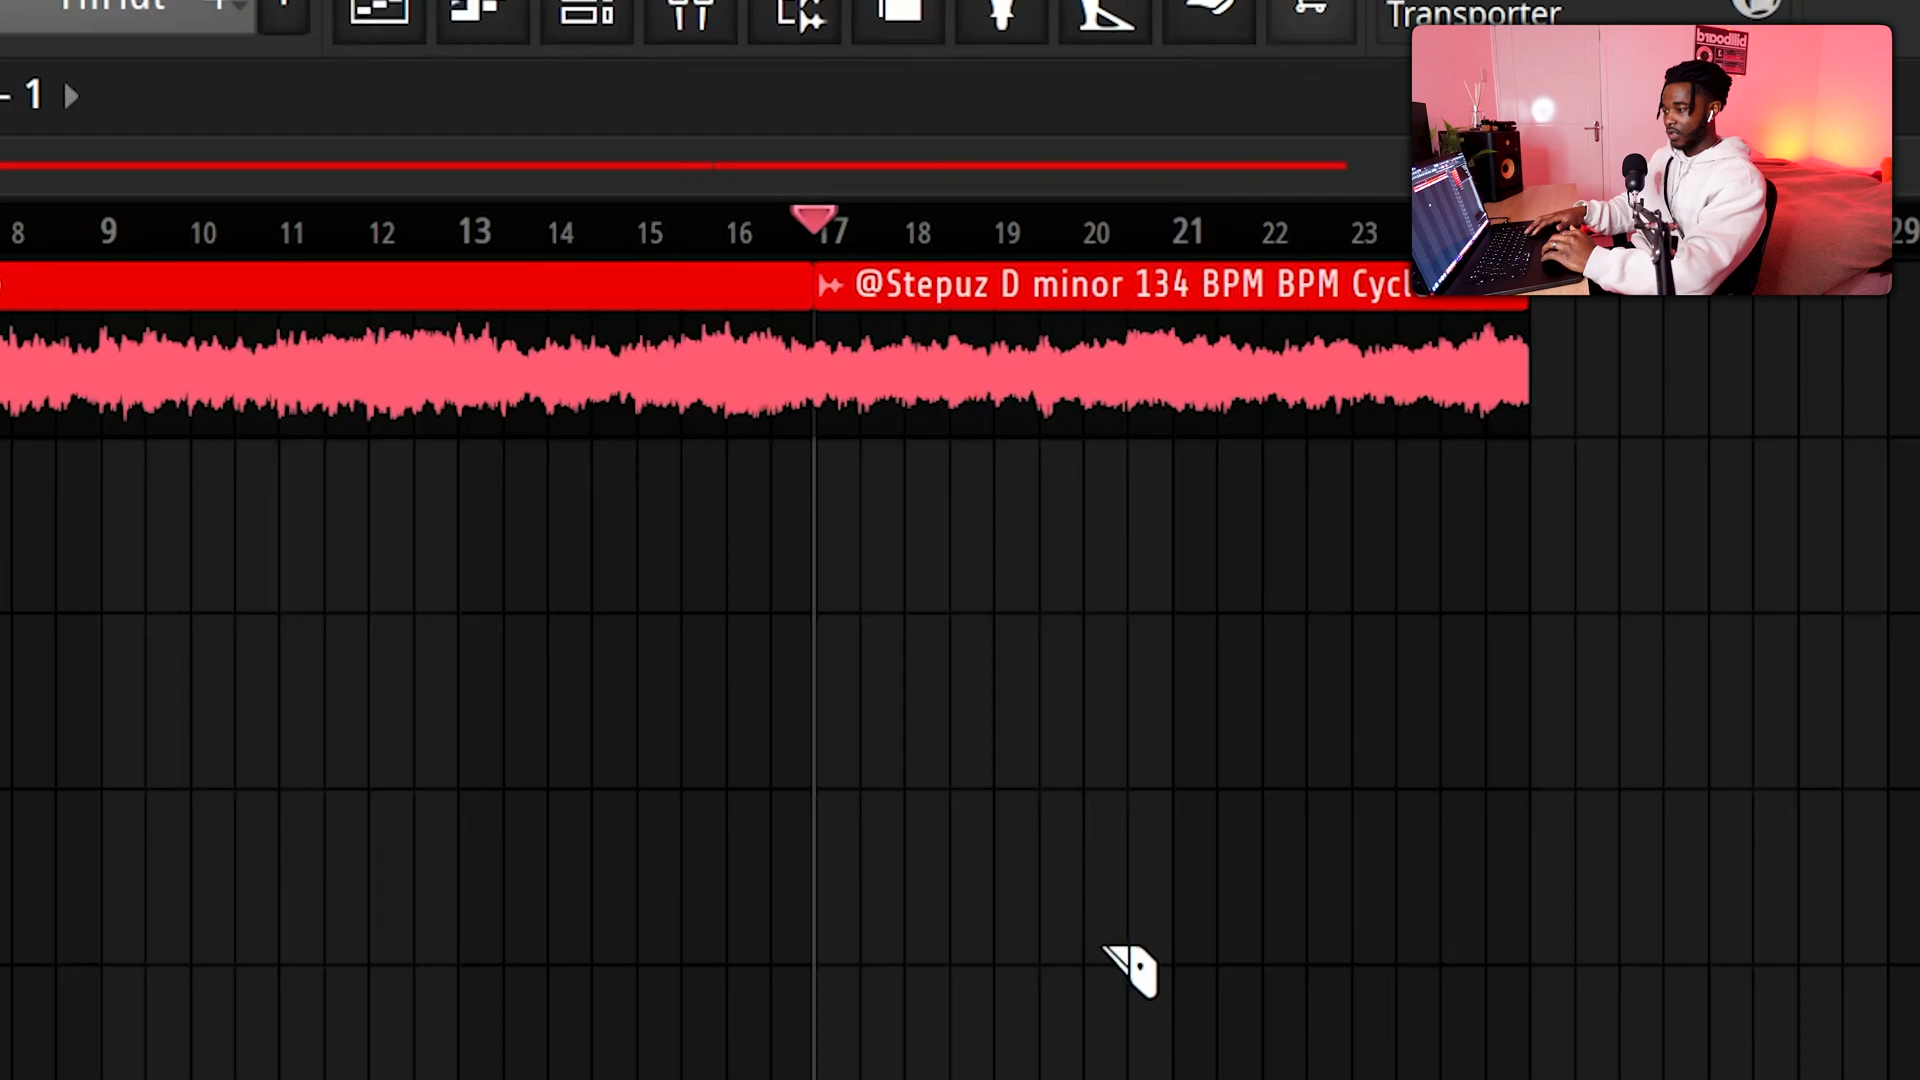 Transporter
- 1
8 9 10 11 12 13 14 15 16 17 18 19 20 21 22 23 29
@Stepuz D minor 134 BPM BPM Cycl
billboard